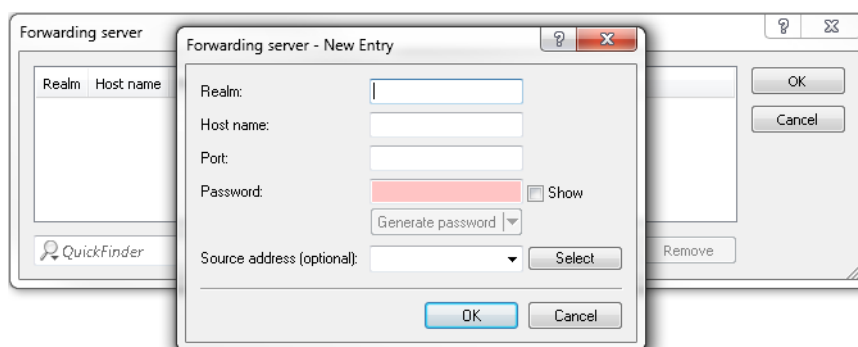 Forwarding server
Forwarding server - New Entry
Realm Host name
OK
Cancel
Realm:
Host name:
Port:
Password:
Show
Generate password
QuickFinder
Source address (optional):
Select
Remove
OK
Cancel